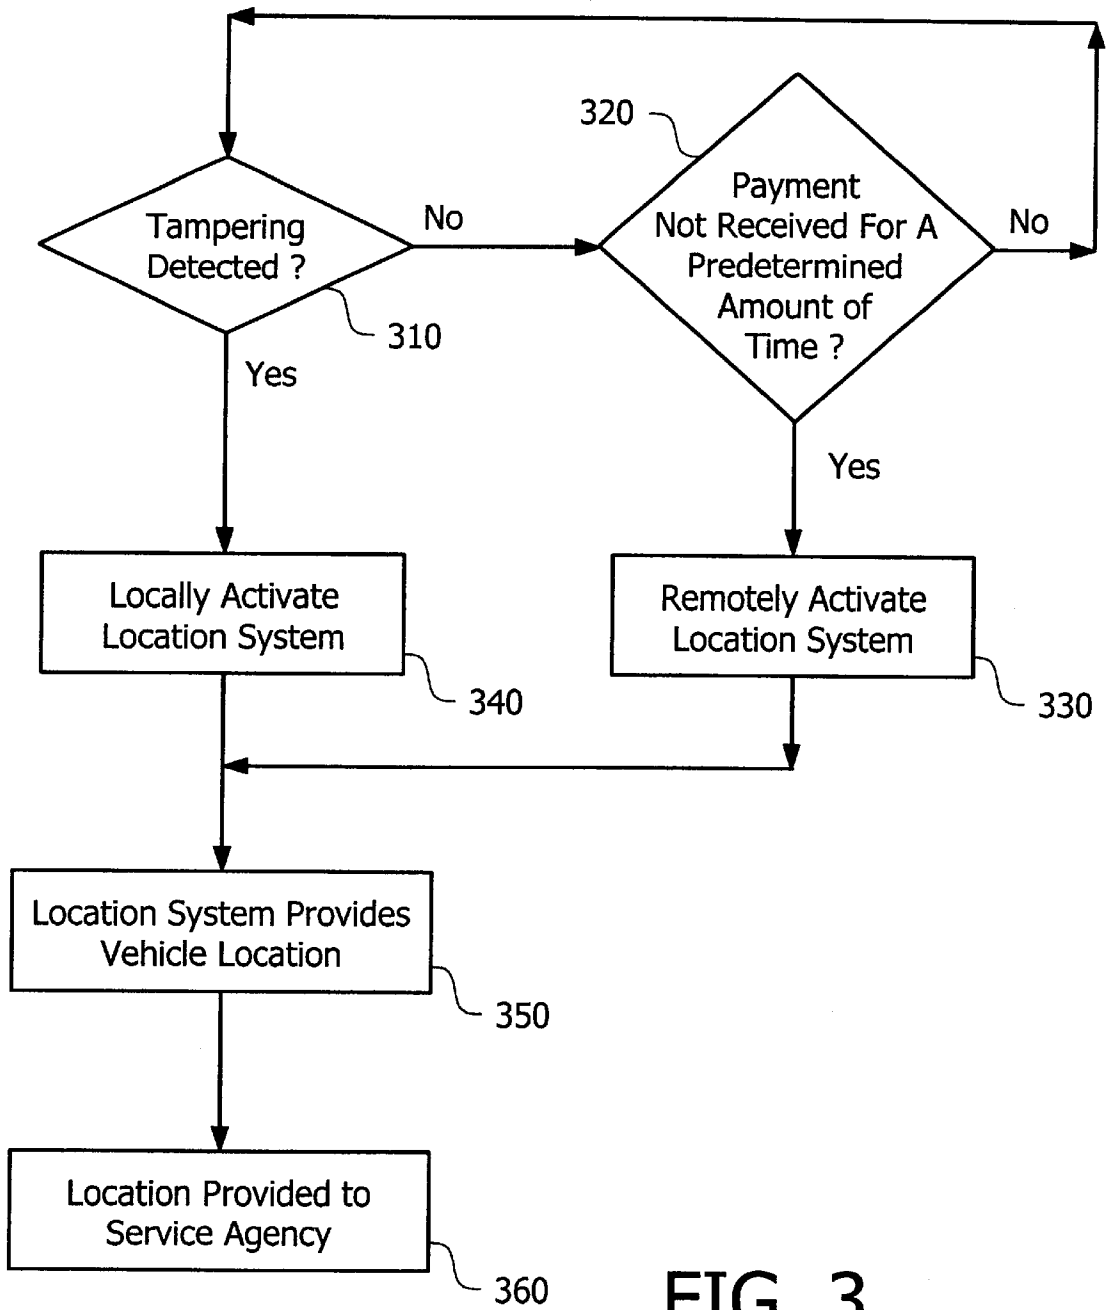 320
Payment
Not Received For A
Predetermined
Amount of
Time ?
No
Tampering
Detected ?
No
310
Yes
Yes
Locally Activate
Location System
340
Remotely Activate
Location System
330
Location System Provides
Vehicle Location
350
Location Provided to
Service Agency
360
FIG. 3